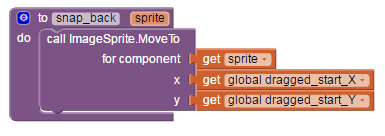 to snap_back sprite
do call ImageSprite.MoveTo
for component get sprite
x get global dragged_start_X
y get global dragged_start_Y